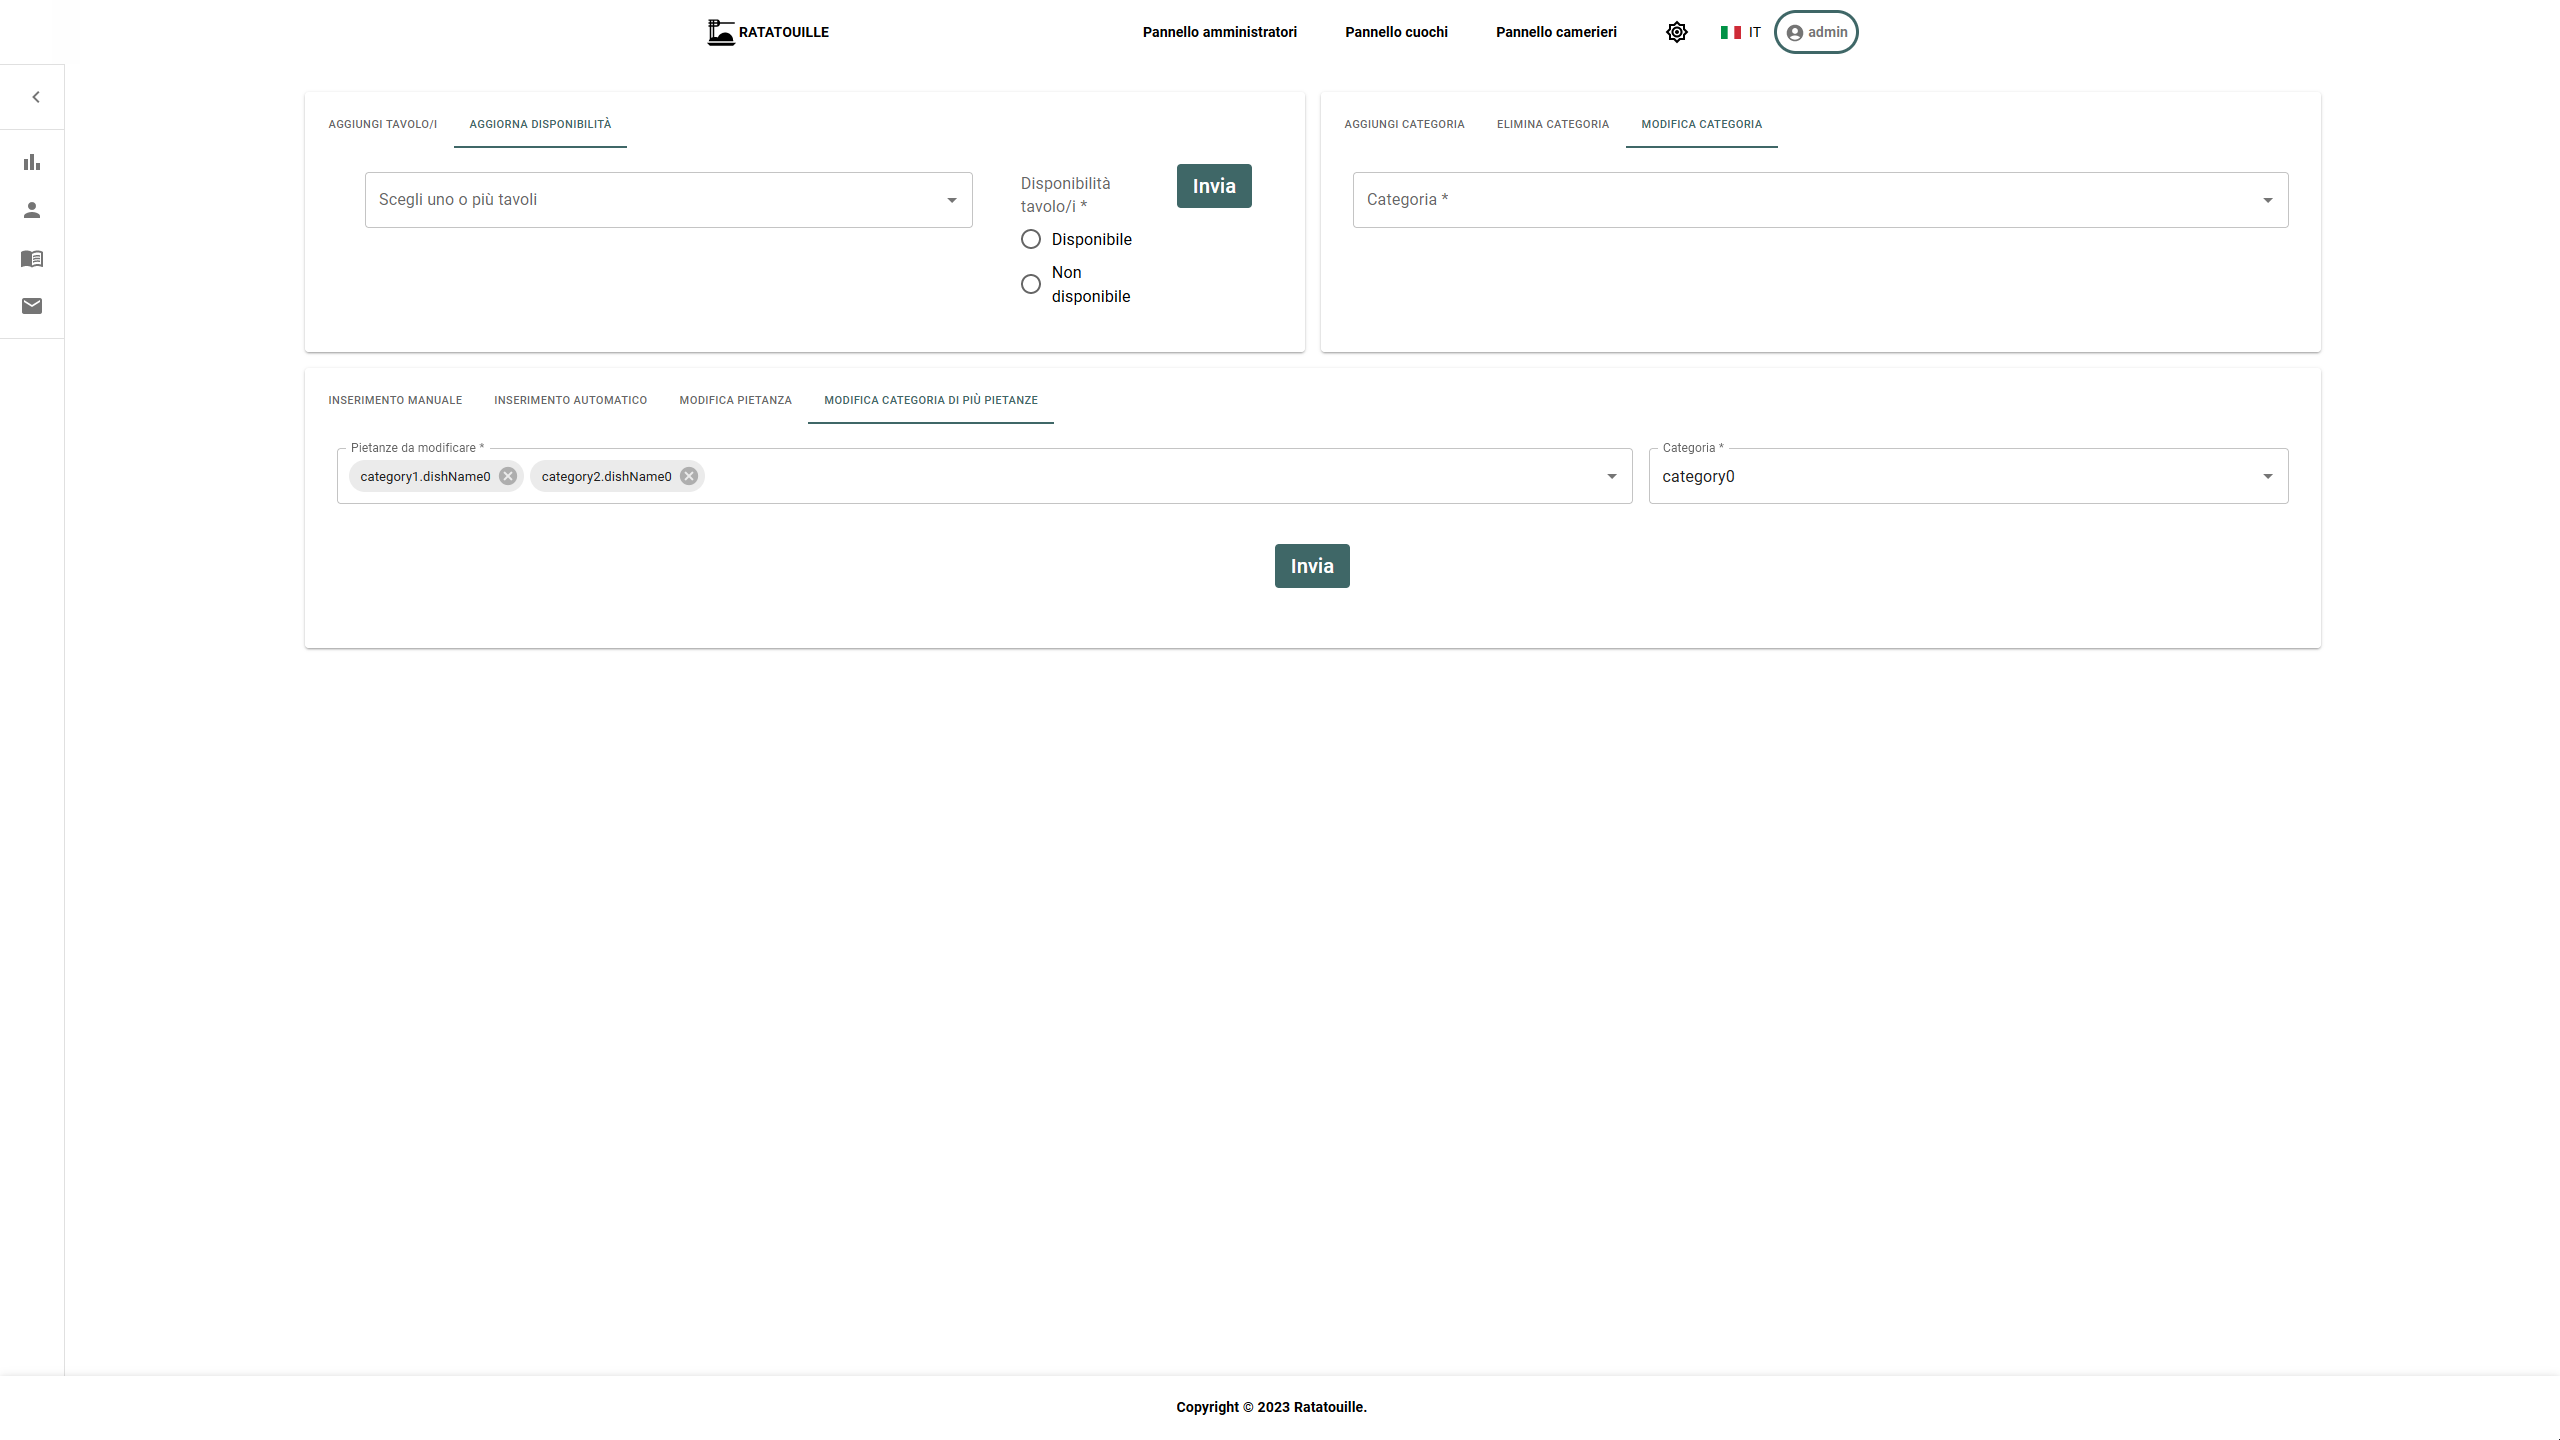 RATATOUILLE
Pannello amministratori
Pannello cuochi
Pannello camerieri
IT
admin
AGGIUNGI TAVOLO/I
AGGIORNA DISPONIBILITÀ
Scegli uno o più tavoli
Disponibilità
tavolo/i *
Disponibile
Non
disponibile
Invia
AGGIUNGI CATEGORIA
ELIMINA CATEGORIA
MODIFICA CATEGORIA
Categoria *
INSERIMENTO MANUALE
INSERIMENTO AUTOMATICO
MODIFICA PIETANZA
MODIFICA CATEGORIA DI PIÙ PIETANZE
Pietanze da modificare *
category1.dishName0
category2.dishName0
Categoria *
category0
Invia
Copyright © 2023 Ratatouille.